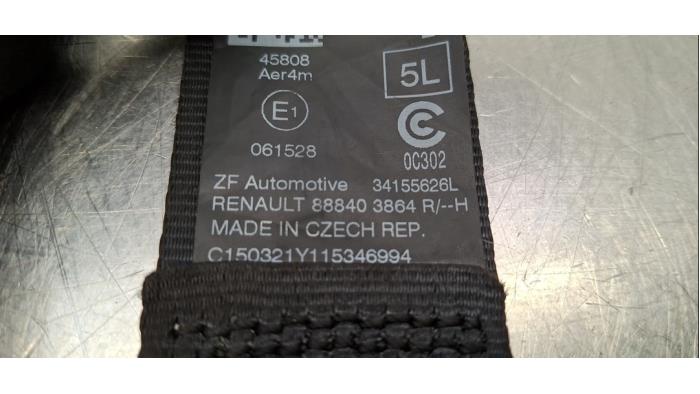 45808
Aer4m
5L
E1
061528
0C302
ZF Automotive 34155626L
RENAULT 88840 3864 R/--H
MADE IN CZECH REP.
C150321Y115346994